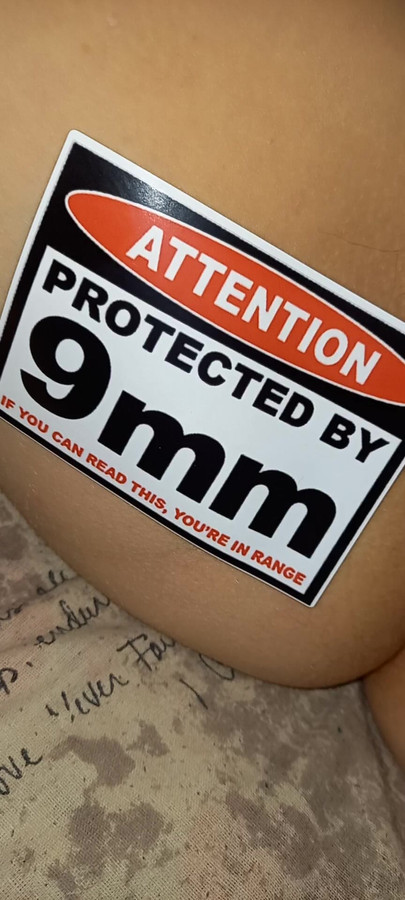 ATTENTION
PROTECTED BY
9mm
IF YOU CAN READ THIS, YOU'RE IN RANGE